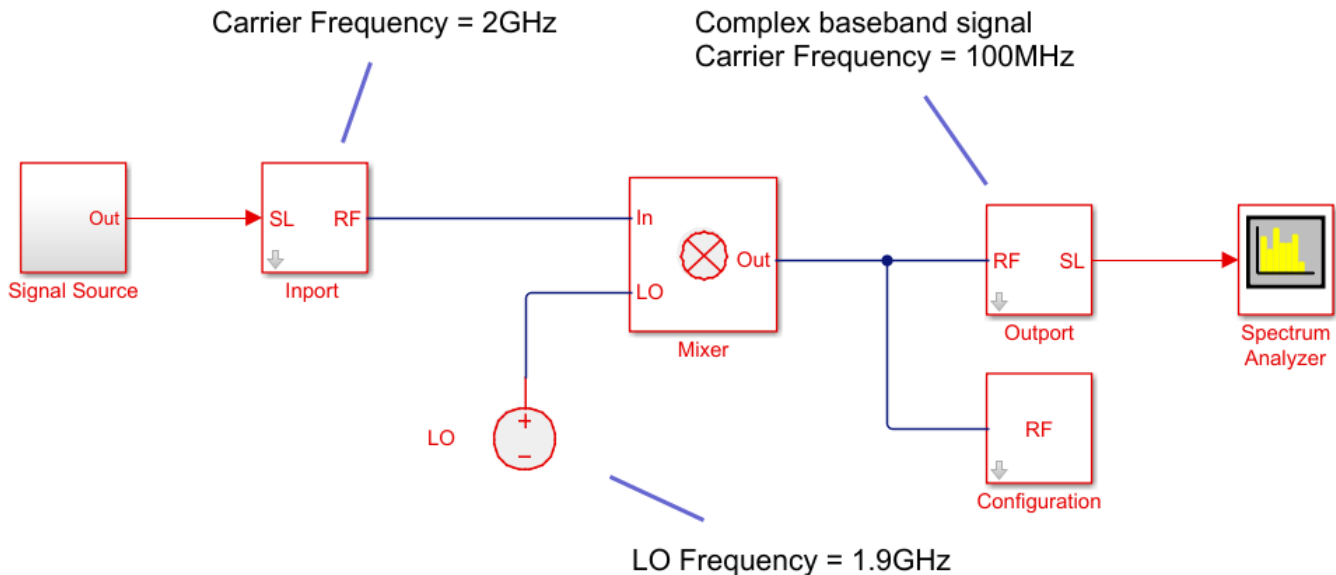 Carrier Frequency = 2GHz
Complex baseband signal
Carrier Frequency = 100MHz
Out
Signal Source
SL RF
Inport
In
LO
Out
Mixer
RF SL
Outport
Spectrum
Analyzer
LO
+
−
RF
Configuration
LO Frequency = 1.9GHz